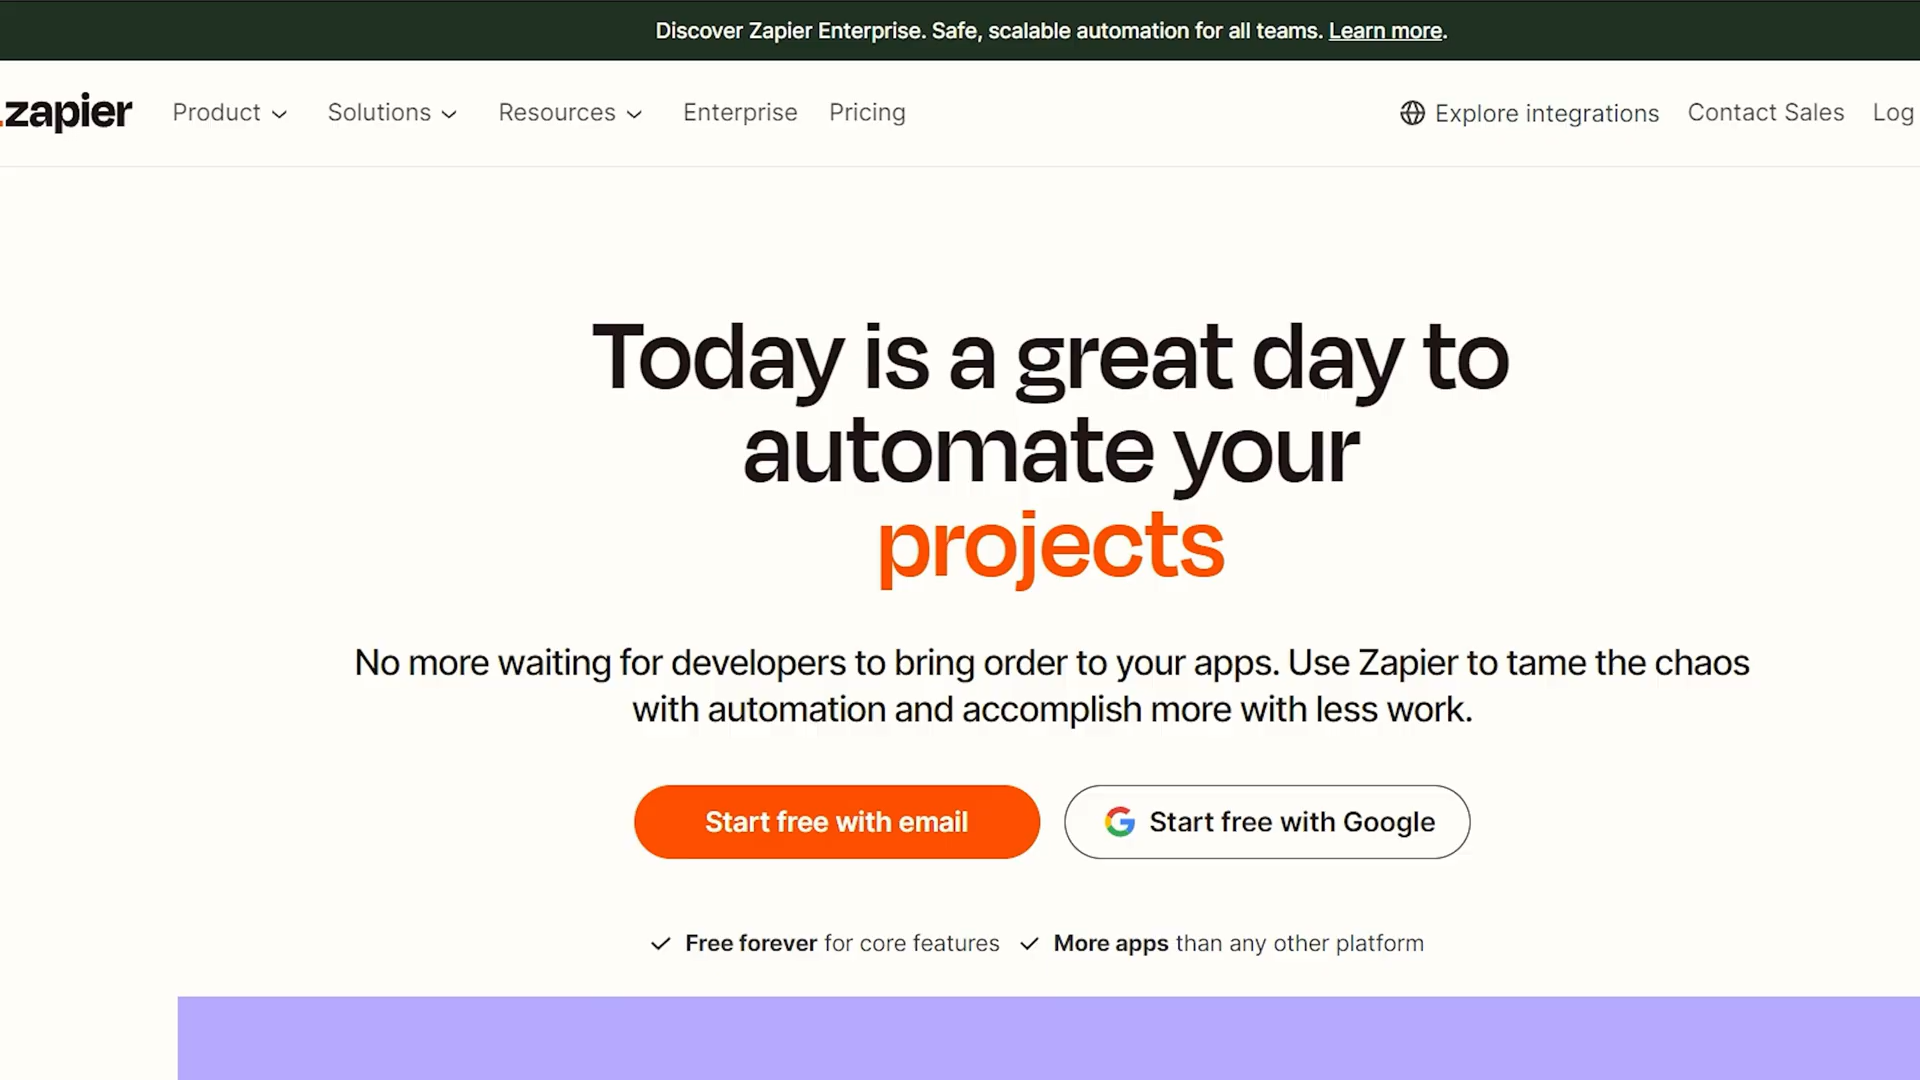 Discover Zapier Enterprise. Safe, scalable automation for all teams. Learn more.
zapier Product Solutions Resources Enterprise Pricing Explore integrations Contact Sales Log
Today is a great day to
automate your
projects
No more waiting for developers to bring order to your apps. Use Zapier to tame the chaos
with automation and accomplish more with less work.
Start free with email Start free with Google
Free forever for core features More apps than any other platform